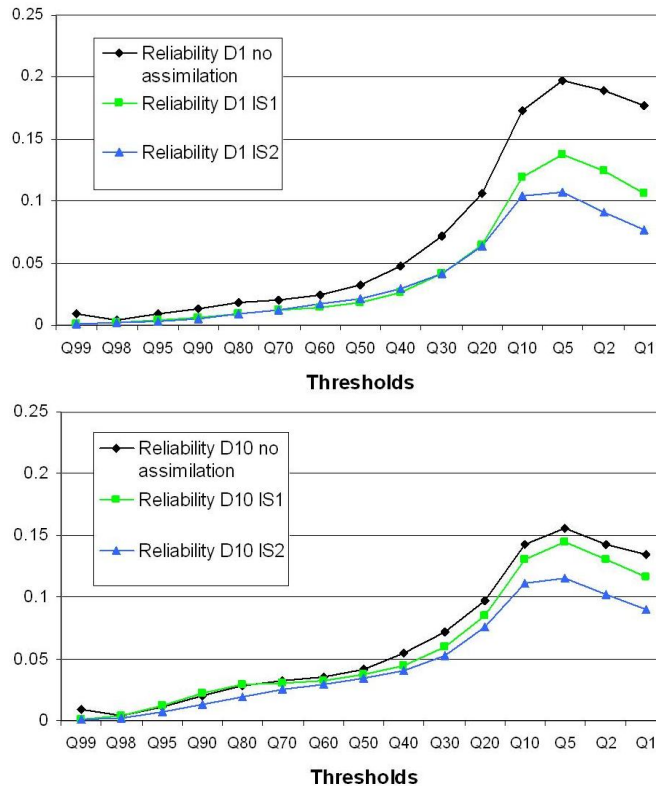 0.25
0.2
0.15
0.1
0.05
0
Reliability D1 no
assimilation
Reliability D1 IS1
Reliability D1 IS2
Q99 Q98 Q95 Q90 Q80 Q70 Q60 Q50 Q40 Q30 Q20 Q10 Q5 Q2 Q1
Thresholds
0.25
0.2
0.15
0.1
0.05
0
Reliability D10 no
assimilation
Reliability D10 IS1
Reliability D10 IS2
Q99 Q98 Q95 Q90 Q80 Q70 Q60 Q50 Q40 Q30 Q20 Q10 Q5 Q2 Q1
Thresholds